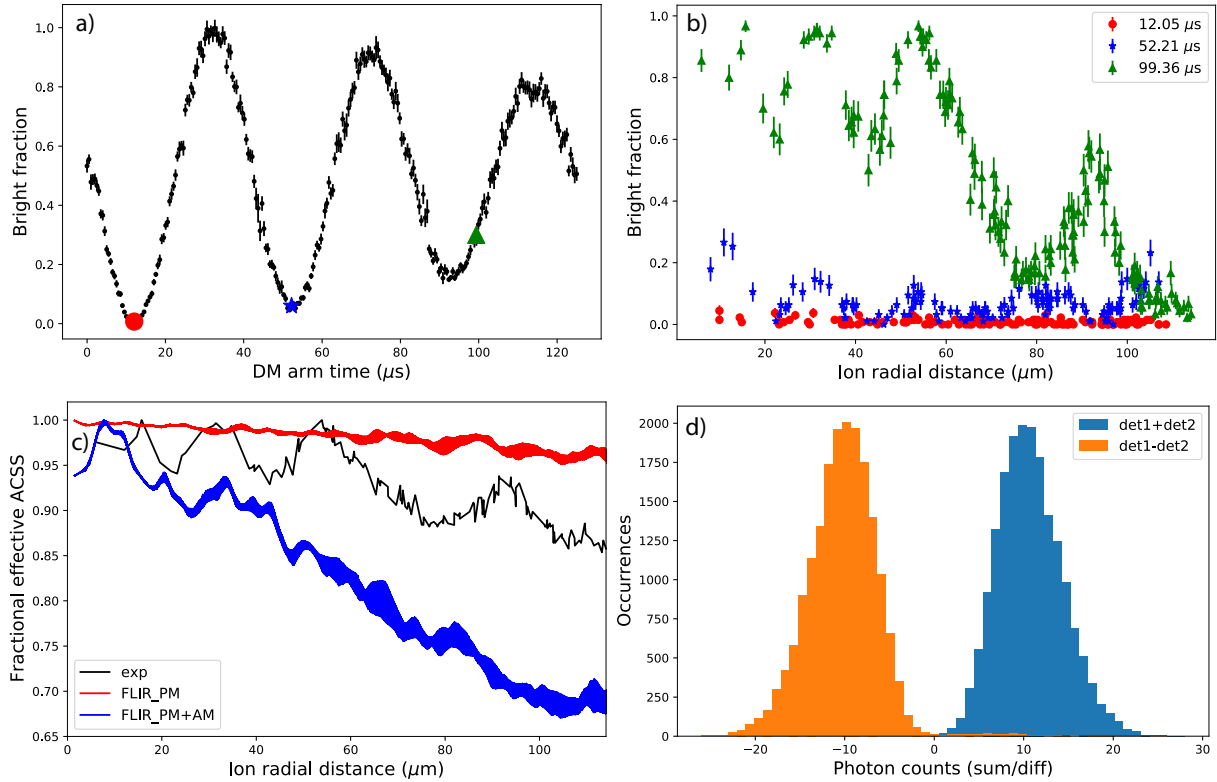 a)
1.0
0.8
0.6
0.4
0.2
0.0
Bright fraction
0 20 40 60 80 100 120
DM arm time (μs)
b)
12.05 μs
52.21 μs
99.36 μs
1.0
0.8
0.6
0.4
0.2
0.0
Bright fraction
20 40 60 80 100
Ion radial distance (μm)
c)
1.00
0.95
0.90
0.85
0.80
0.75
0.70
0.65
Fractional effective ACSS
exp
FLIR_PM
FLIR_PM+AM
0 20 40 60 80 100
Ion radial distance (μm)
d)
det1+det2
det1-det2
2000
1750
1500
1250
1000
750
500
250
0
Occurrences
−20 −10 0 10 20 30
Photon counts (sum/diff)